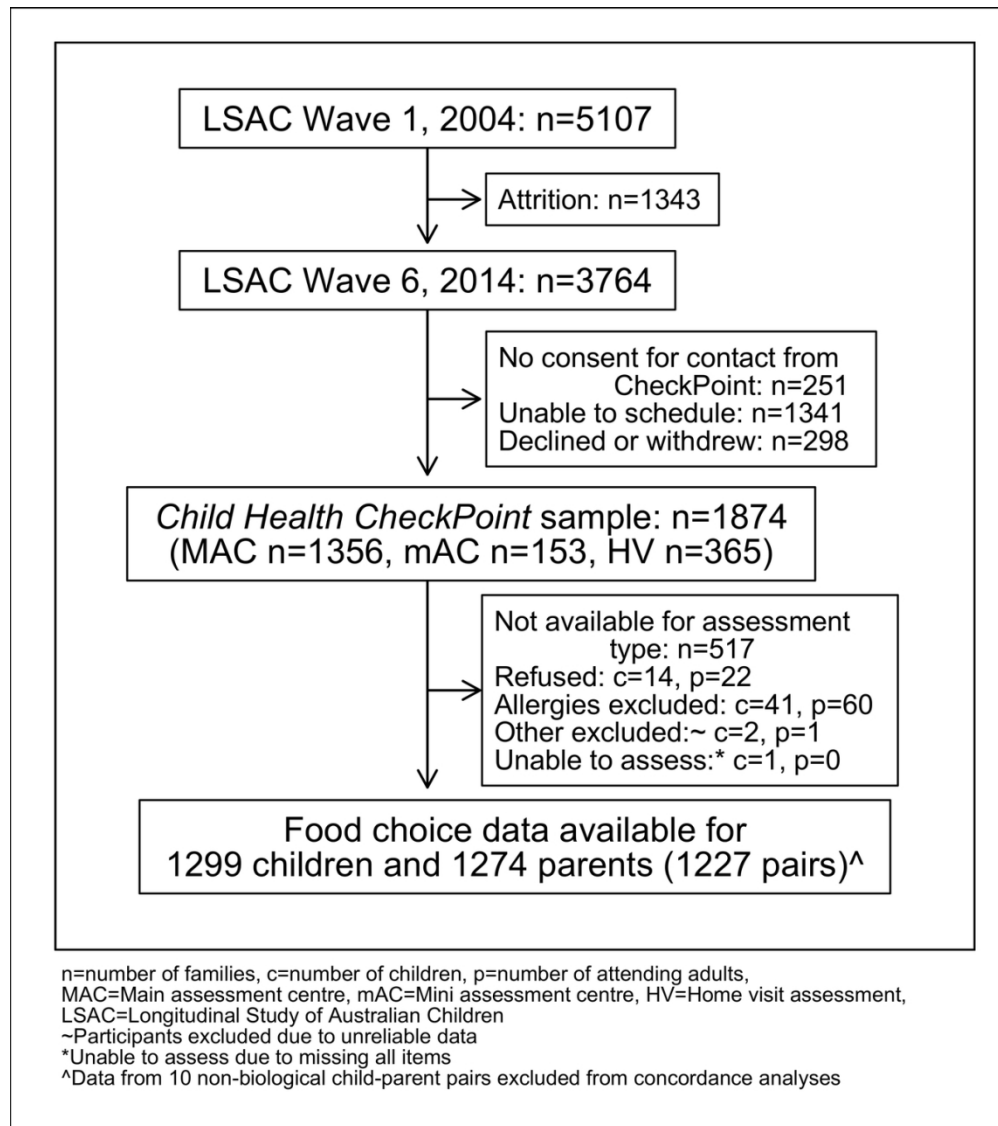 LSAC Wave 1, 2004: n=5107
Attrition: n=1343
LSAC Wave 6, 2014: n=3764
No consent for contact from
CheckPoint: n=251
Unable to schedule: n=1341
Declined or withdrew: n=298
Child Health CheckPoint sample: n=1874
(MAC n=1356, mAC n=153, HV n=365)
Not available for assessment
type: n=517
Refused: c=14, p=22
Allergies excluded: c=41, p=60
Other excluded:~ c=2, p=1
Unable to assess:* c=1, p=0
Food choice data available for
1299 children and 1274 parents (1227 pairs)^
n=number of families, c=number of children, p=number of attending adults,
MAC=Main assessment centre, mAC=Mini assessment centre, HV=Home visit assessment,
LSAC=Longitudinal Study of Australian Children
~Participants excluded due to unreliable data
*Unable to assess due to missing all items
^Data from 10 non-biological child-parent pairs excluded from concordance analyses